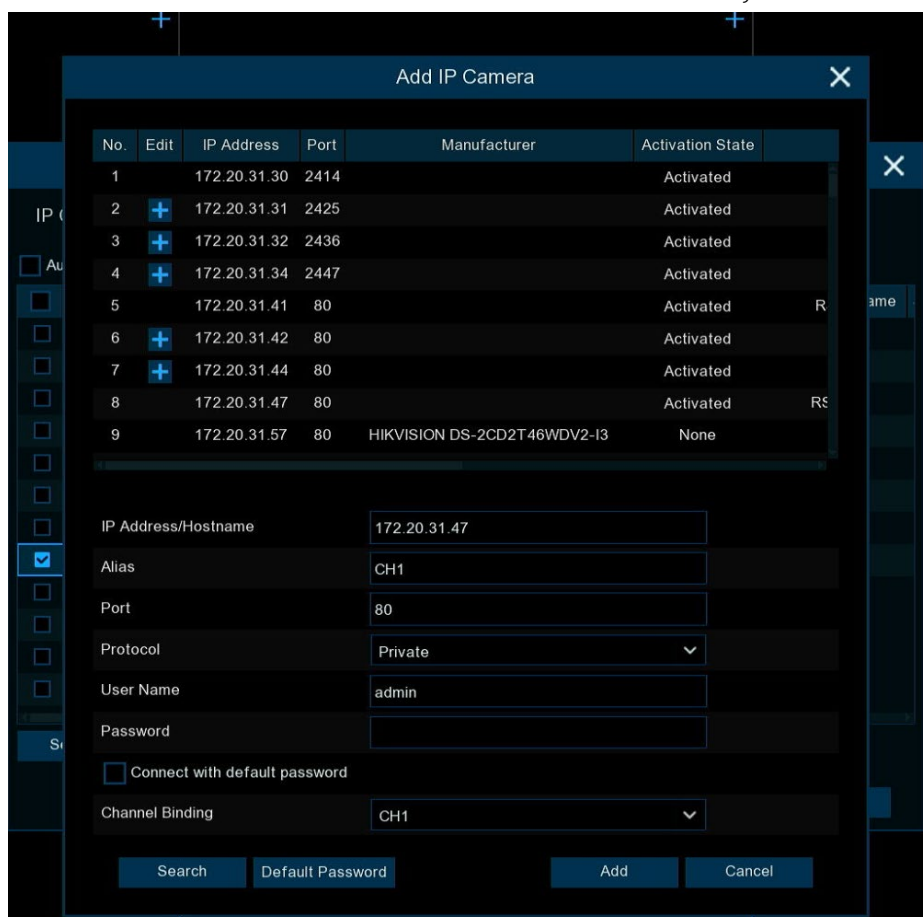 Add IP Camera
No. Edit IP Address Port Manufacturer Activation State
1 172.20.31.30 2414 Activated
2 172.20.31.31 2425 Activated
3 172.20.31.32 2436 Activated
4 172.20.31.34 2447 Activated
5 172.20.31.41 80 Activated
6 172.20.31.42 80 Activated
7 172.20.31.44 80 Activated
8 172.20.31.47 80 Activated RS
9 172.20.31.57 80 HIKVISION DS-2CD2T46WDV2-I3 None
IP Address/Hostname 172.20.31.47
Alias CH1
Port 80
Protocol Private
User Name admin
Password
Connect with default password
Channel Binding CH1
Search Default Password Add Cancel
IP
Au
ame